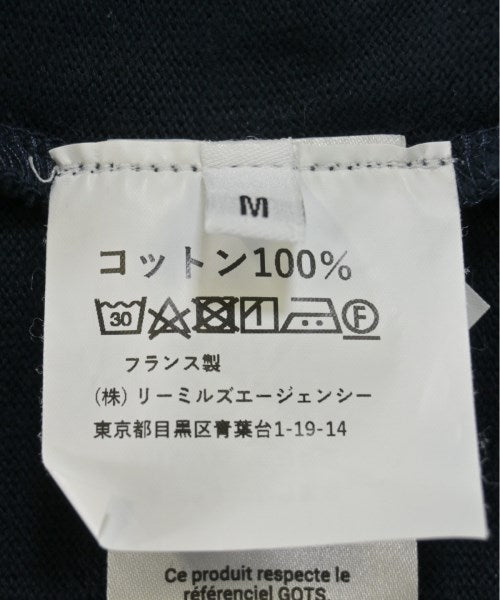 M
コットン100%
30
F
フランス製
(株) リーミルズエージェンシー
東京都目黒区青葉台1-19-14
Ce produit respecte le
référenciel GOTS.